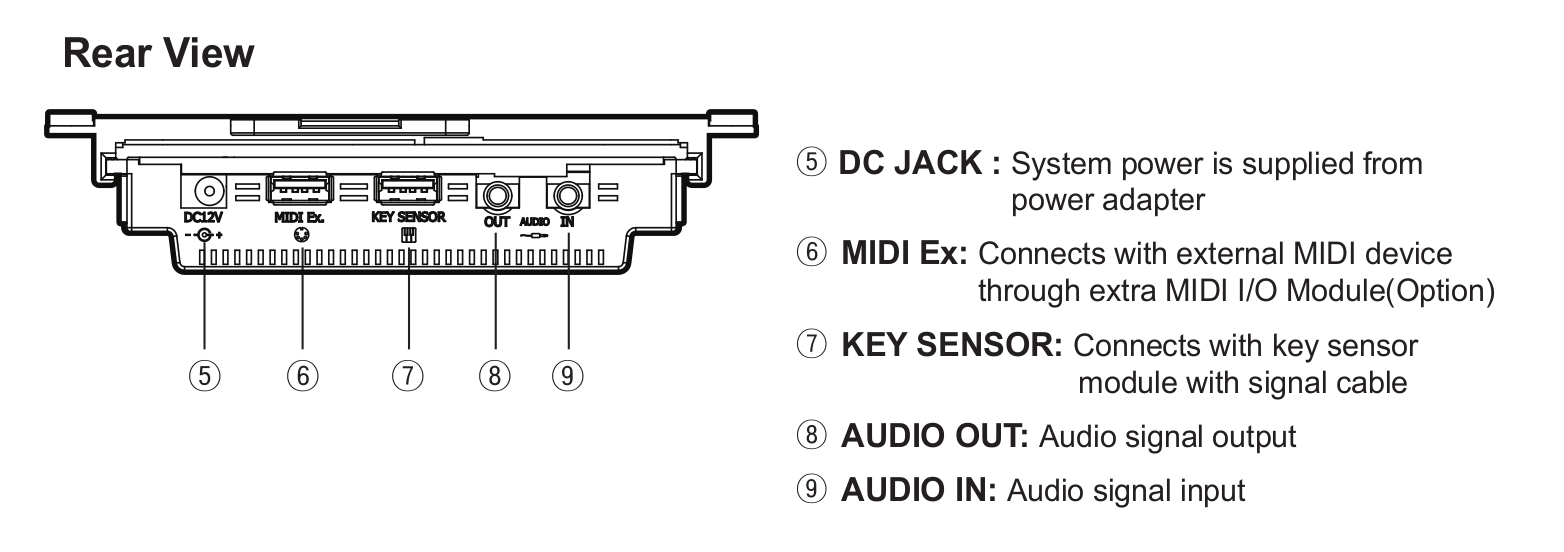 Rear View
DC12V
MIDI Ex.
KEY SENSOR
OUT
AUDIO
IN
- +
⑤
⑥
⑦
⑧
⑨
⑤ DC JACK : System power is supplied from
power adapter
⑥ MIDI Ex: Connects with external MIDI device
through extra MIDI I/O Module(Option)
⑦ KEY SENSOR: Connects with key sensor
module with signal cable
⑧ AUDIO OUT: Audio signal output
⑨ AUDIO IN: Audio signal input